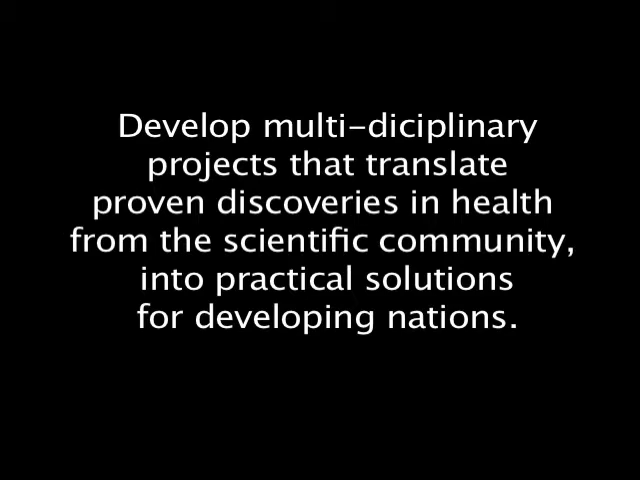 Develop multi-diciplinary
projects that translate
proven discoveries in health
from the scientific community,
into practical solutions
for developing nations.